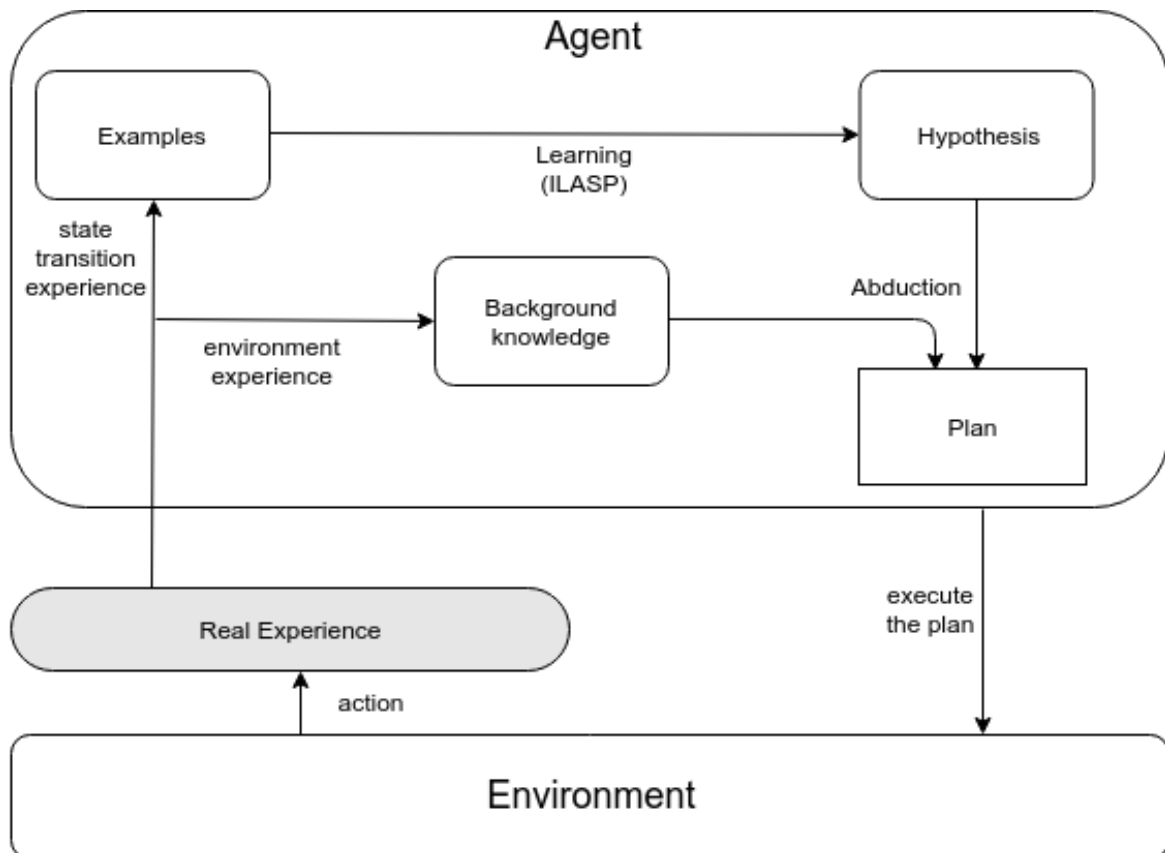 Agent
Examples
Hypothesis
Learning
(ILASP)
state
transition
experience
Background
knowledge
Abduction
environment
experience
Plan
Real Experience
execute
the plan
action
Environment